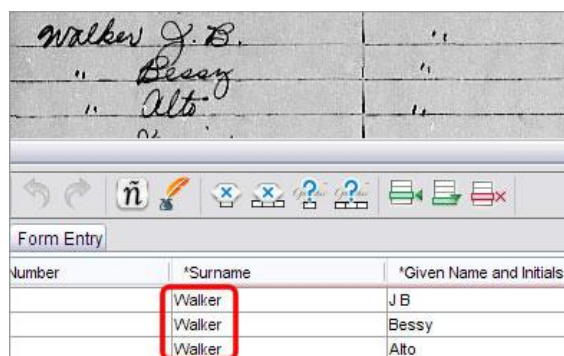 Walker J. B. "
" Bessy "
" Alto "
ñ
Form Entry
Number *Surname *Given Name and Initials
Walker J B
Walker Bessy
Walker Alto